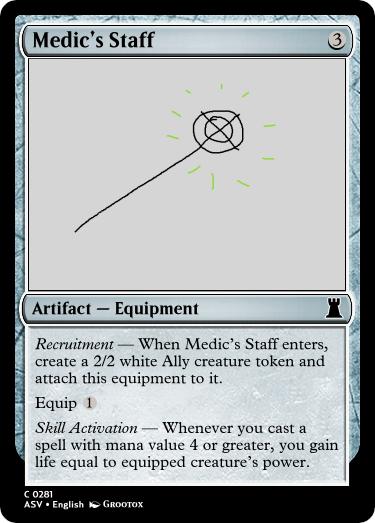 Medic's Staff 3
Artifact — Equipment
Recruitment — When Medic's Staff enters,
create a 2/2 white Ally creature token and
attach this equipment to it.
Equip 1
Skill Activation — Whenever you cast a
spell with mana value 4 or greater, you gain
life equal to equipped creature's power.
C 0281
ASV • English Grootox